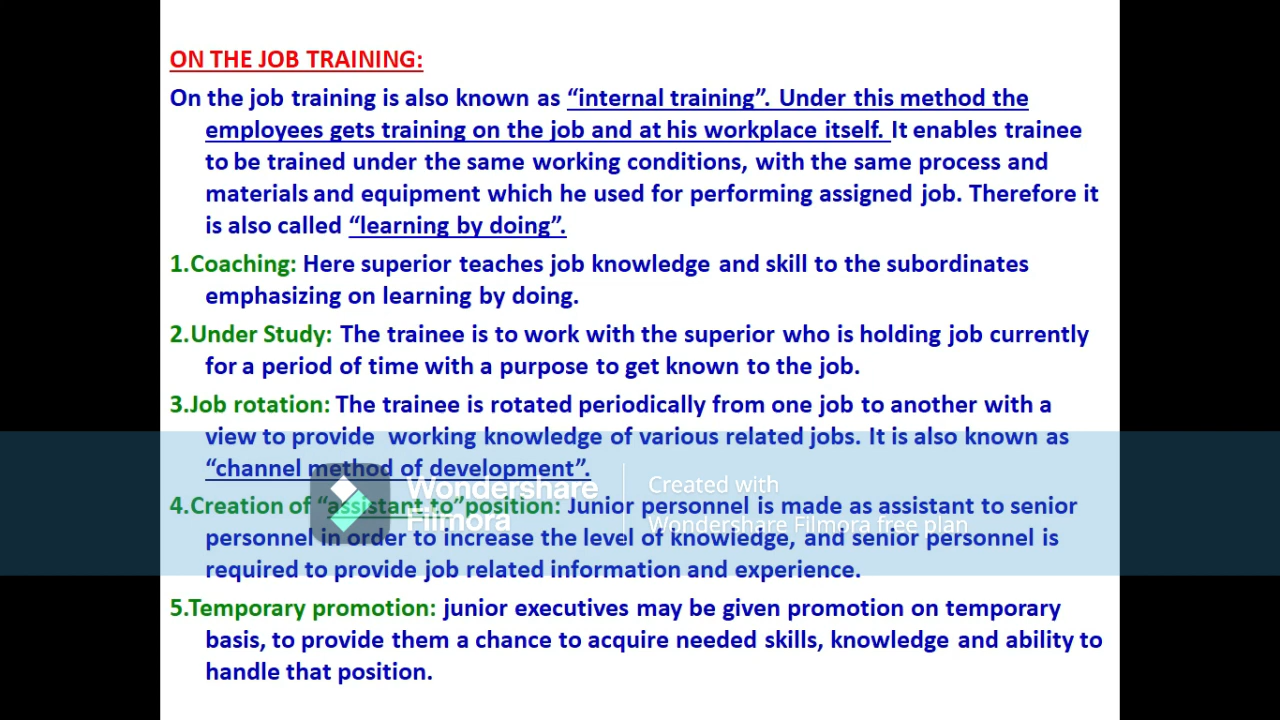 ON THE JOB TRAINING:
On the job training is also known as “internal training”. Under this method the
employees gets training on the job and at his workplace itself. It enables trainee
to be trained under the same working conditions, with the same process and
materials and equipment which he used for performing assigned job. Therefore it
is also called “learning by doing”.
1.Coaching: Here superior teaches job knowledge and skill to the subordinates
emphasizing on learning by doing.
2.Under Study: The trainee is to work with the superior who is holding job currently
for a period of time with a purpose to get known to the job.
3.Job rotation: The trainee is rotated periodically from one job to another with a
view to provide working knowledge of various related jobs. It is also known as
“channel method of development”.
4.Creation of “assistant to”position: Junior personnel is made as assistant to senior
personnel in order to increase the level of knowledge, and senior personnel is
required to provide job related information and experience.
5.Temporary promotion: junior executives may be given promotion on temporary
basis, to provide them a chance to acquire needed skills, knowledge and ability to
handle that position.
Wondershare
Filmora
Created with
Wondershare Filmora free plan